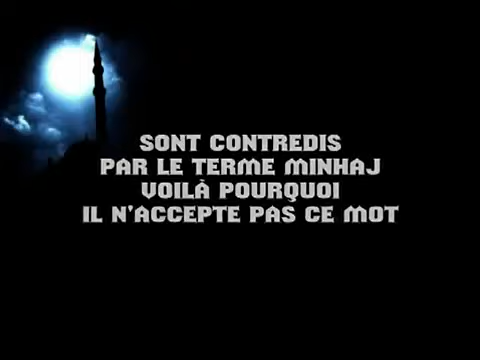 SONT CONTREDIS
PAR LE TERME MINHAJ
VOILÀ POURQUOI
IL N'ACCEPTE PAS CE MOT